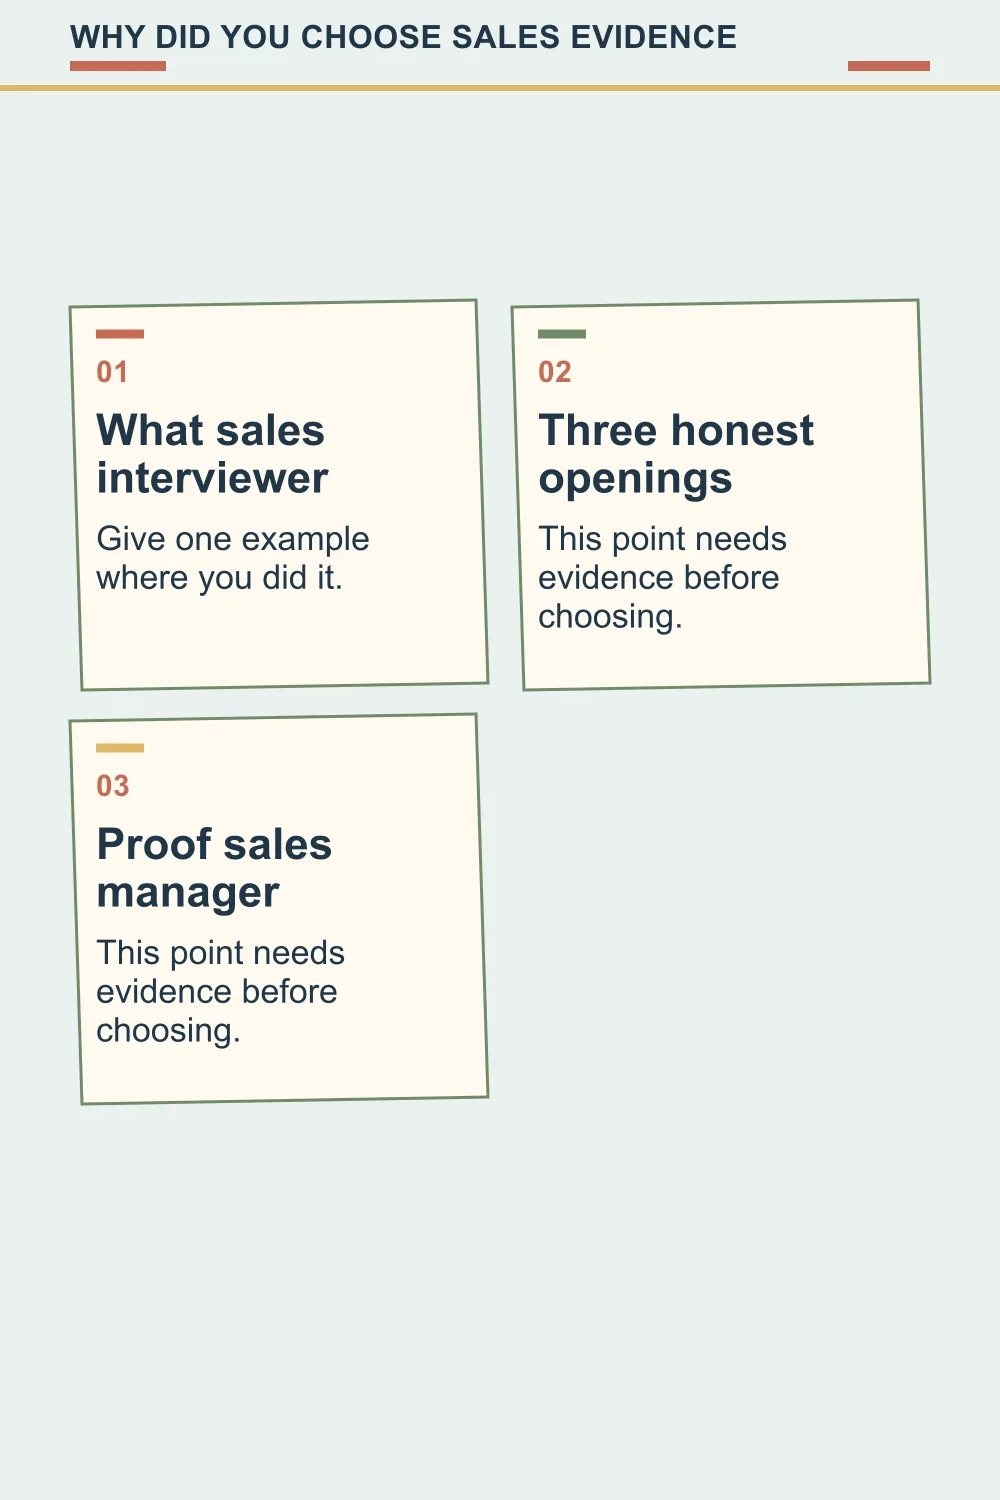 WHY DID YOU CHOOSE SALES EVIDENCE
01
What sales
interviewer
Give one example
where you did it.
02
Three honest
openings
This point needs
evidence before
choosing.
03
Proof sales
manager
This point needs
evidence before
choosing.